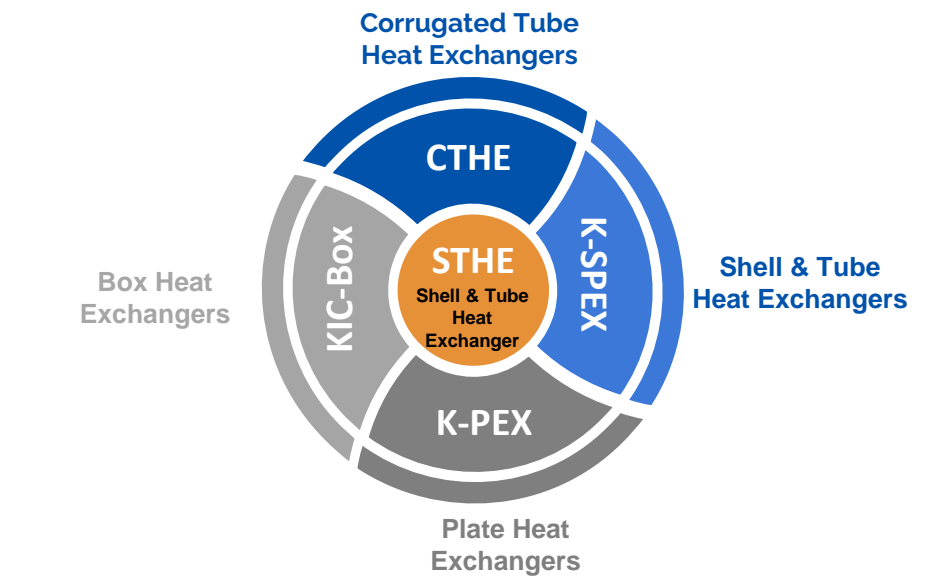 Corrugated Tube
Heat Exchangers
CTHE
K-SPEX
Shell & Tube
Heat Exchangers
STHE
Shell & Tube
Heat
Exchanger
KIC-Box
Box Heat
Exchangers
K-PEX
Plate Heat
Exchangers